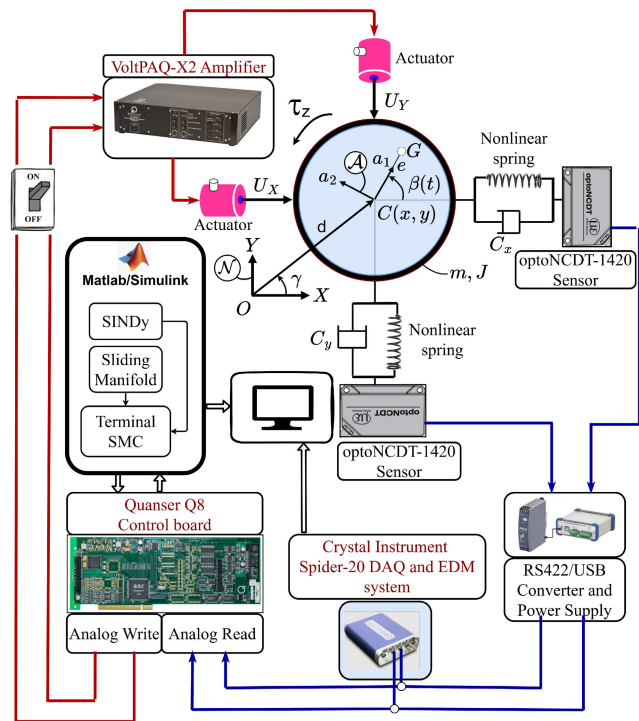 VoltPAQ-X2 Amplifier
Actuator
U_Y
τ_z
ON
OFF
U_X
Actuator
a_1
G
e
A
a_2
β(t)
C(x, y)
d
Nonlinear
spring
C_x
optoNCDT
optoNCDT-1420
Sensor
m, J
N
Y
X
O
γ
Matlab/Simulink
SINDy
Sliding
Manifold
Terminal
SMC
C_y
Nonlinear
spring
optoNCDT
optoNCDT-1420
Sensor
Quanser Q8
Control board
Analog Write
Analog Read
Crystal Instrument
Spider-20 DAQ and EDM
system
RS422/USB
Converter and
Power Supply